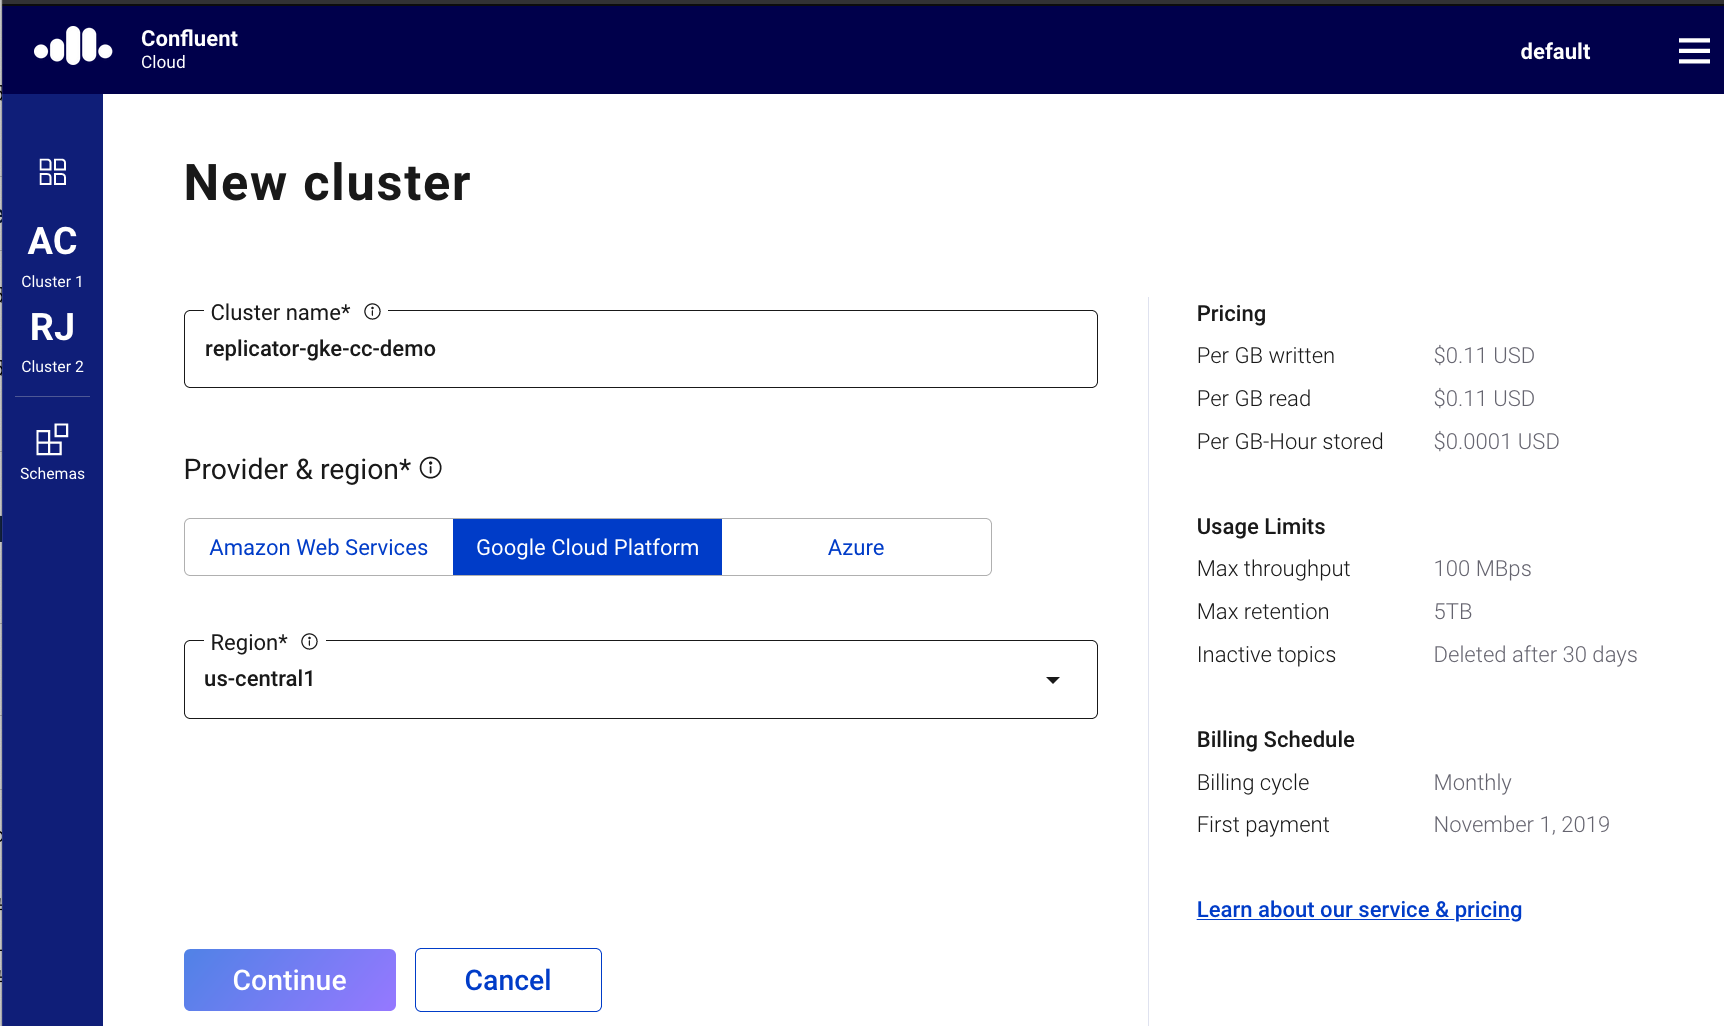 Confluent
Cloud
default
AC
Cluster 1
RJ
Cluster 2
Schemas
New cluster
Cluster name*
replicator-gke-cc-demo
Provider & region*
Amazon Web Services Google Cloud Platform Azure
Region*
us-central1
Continue Cancel
Pricing
Per GB written $0.11 USD
Per GB read $0.11 USD
Per GB-Hour stored $0.0001 USD
Usage Limits
Max throughput 100 MBps
Max retention 5TB
Inactive topics Deleted after 30 days
Billing Schedule
Billing cycle Monthly
First payment November 1, 2019
Learn about our service & pricing